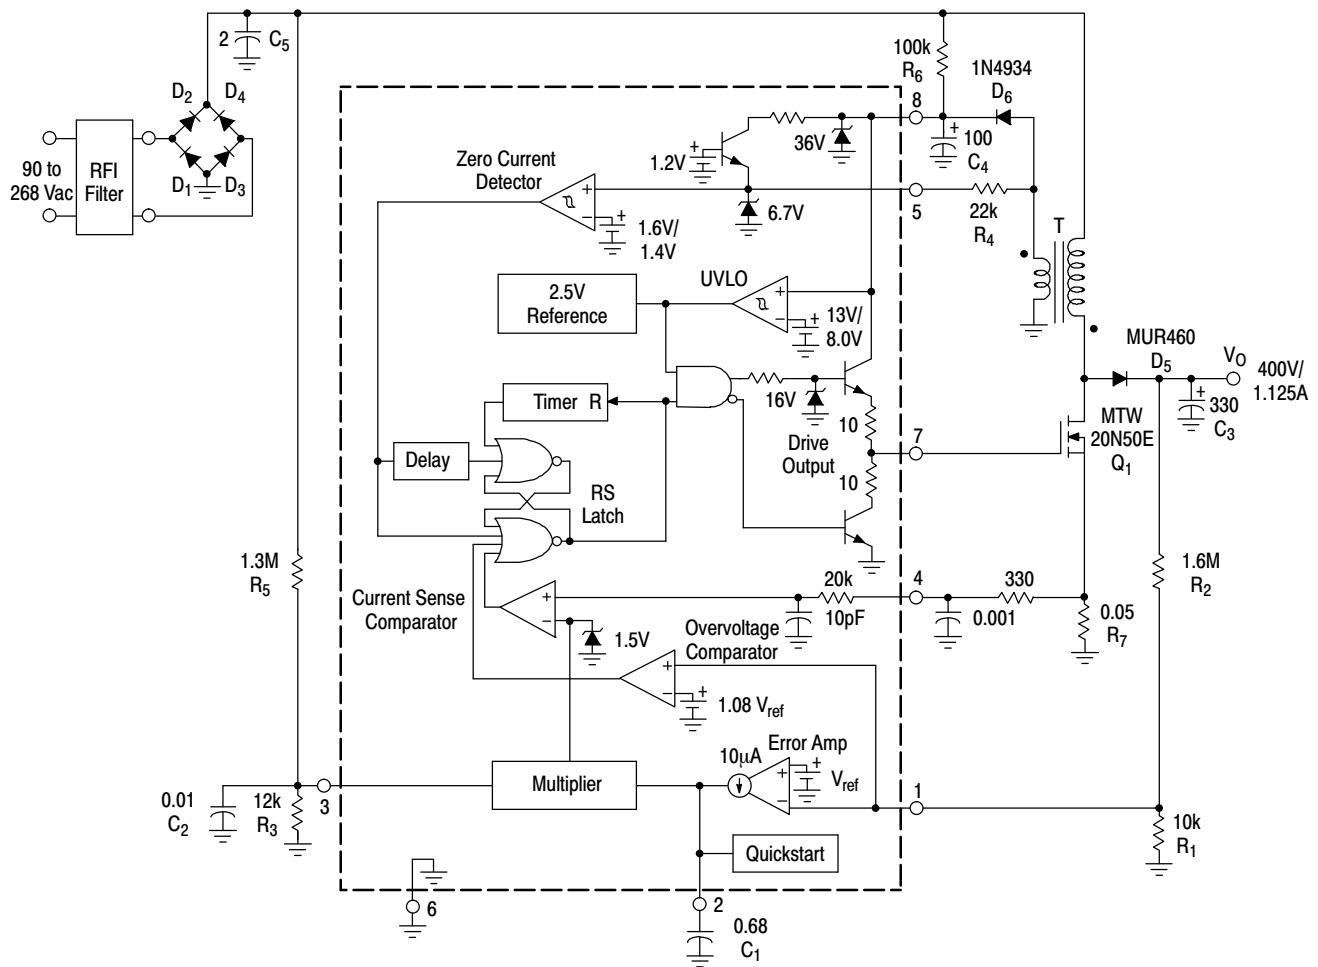 2 C5
D2 D4
D1 D3
90 to
268 Vac
RFI
Filter
100k
R6
1N4934
D6
8
100
C4
36V
1.2V
Zero Current
Detector
+
−
1.6V/
1.4V
6.7V
5
22k
R4
T
2.5V
Reference
UVLO
+
−
13V/
8.0V
MUR460
D5
VO
400V/
1.125A
330
C3
Timer R
16V
10
Drive
Output
10
7
MTW
20N50E
Q1
Delay
RS
Latch
1.3M
R5
Current Sense
Comparator
+
−
1.5V
20k
10pF
4
330
0.001
0.05
R7
1.6M
R2
Overvoltage
Comparator
+
−
1.08 Vref
Multiplier
10µA
Error Amp
+
−
Vref
1
3
0.01
C2
12k
R3
10k
R1
Quickstart
6
2
0.68
C1